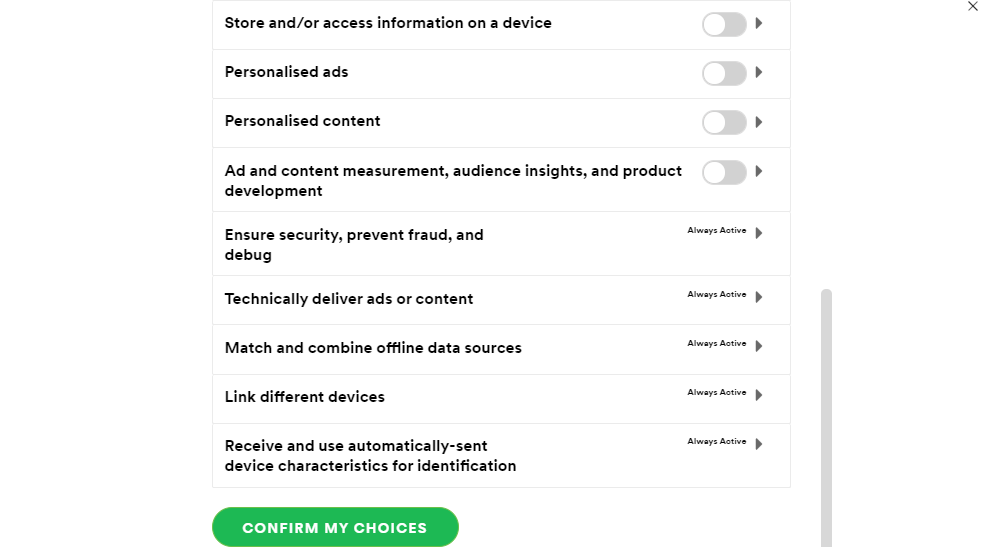 Store and/or access information on a device
Personalised ads
Personalised content
Ad and content measurement, audience insights, and product
development
Ensure security, prevent fraud, and
debug
Always Active
Technically deliver ads or content
Always Active
Match and combine offline data sources
Always Active
Link different devices
Always Active
Receive and use automatically-sent
device characteristics for identification
Always Active
CONFIRM MY CHOICES